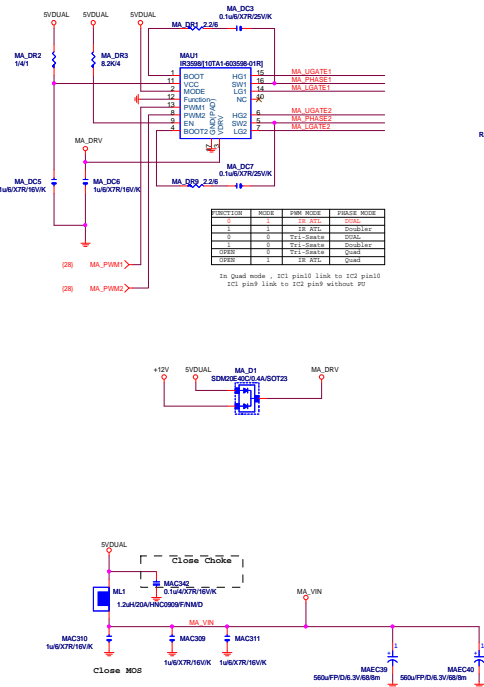 5VDUAL 5VDUAL 5VDUAL
MA_DC3
0.1u/6/X7R/25V/K
MA_DR1 2.2/6
MA_DR2
1/4/1
MA_DR3
8.2K/4
MAU1
IR3598/[10TA1-603598-01R]
1 BOOT HG1 15 MA_UGATE1
11 VCC SW1 16 MA_PHASE1
2 MODE LG1 14 MA_LGATE1
12 Function NC 10
13 PWM1
8 PWM2 HG2 6 MA_UGATE2
9 EN SW2 5 MA_PHASE2
4 BOOT2 LG2 7 MA_LGATE2
GND(PAD)
VDRV
17 3
R
MA_DRV
MA_DC7
0.1u/6/X7R/25V/K
MA_DR9 2.2/6
MA_DC5
1u/6/X7R/16V/K
MA_DC6
1u/6/X7R/16V/K
FUNCTION MODE PWM MODE PHASE MODE
0 1 IR ATL DUAL
1 1 IR ATL Doubler
0 0 Tri-Seate DUAL
1 0 Tri-Seate Doubler
OPEN 0 Tri-Seate Quad
OPEN 1 IR ATL Quad
(28) MA_PWM1
(28) MA_PWM2
In Quad mode , IC1 pin10 link to IC2 pin10
IC1 pin9 link to IC2 pin9 without PU
+12V 5VDUAL MA_D1 MA_DRV
SDM20E40C/0.4A/SOT23
5VDUAL
Close Choke
MAC342
0.1u/4/X7R/16V/K
ML1
1.2uH/20A/HNC0909/F/NM/D
MA_VIN
MA_VIN
MAC310
1u/6/X7R/16V/K
MAC309
1u/6/X7R/16V/K
MAC311
1u/6/X7R/16V/K
Close MOS
1
MAEC39
560u/FP/D/6.3V/68/8m
1
MAEC40
560u/FP/D/6.3V/68/8m